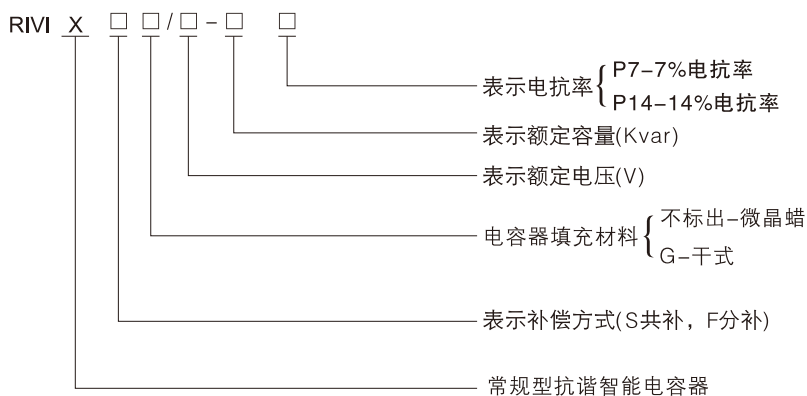 RIVI X □ □ / □ - □ □
表示电抗率{P7-7%电抗率
P14-14%电抗率
表示额定容量(Kvar)
表示额定电压(V)
电容器填充材料{不标出-微晶蜡
G-干式
表示补偿方式(S共补，F分补)
常规型抗谐智能电容器